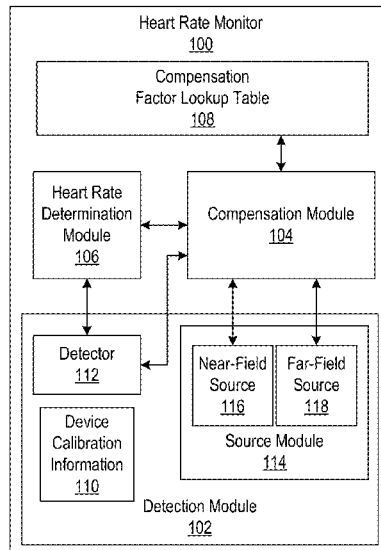 Heart Rate Monitor
100
Compensation
Factor Lookup Table
108
Heart Rate
Determination
Module
106
Compensation Module
104
Detector
112
Near-Field
Source
116
Far-Field
Source
118
Source Module
114
Device
Calibration
Information
110
Detection Module
102